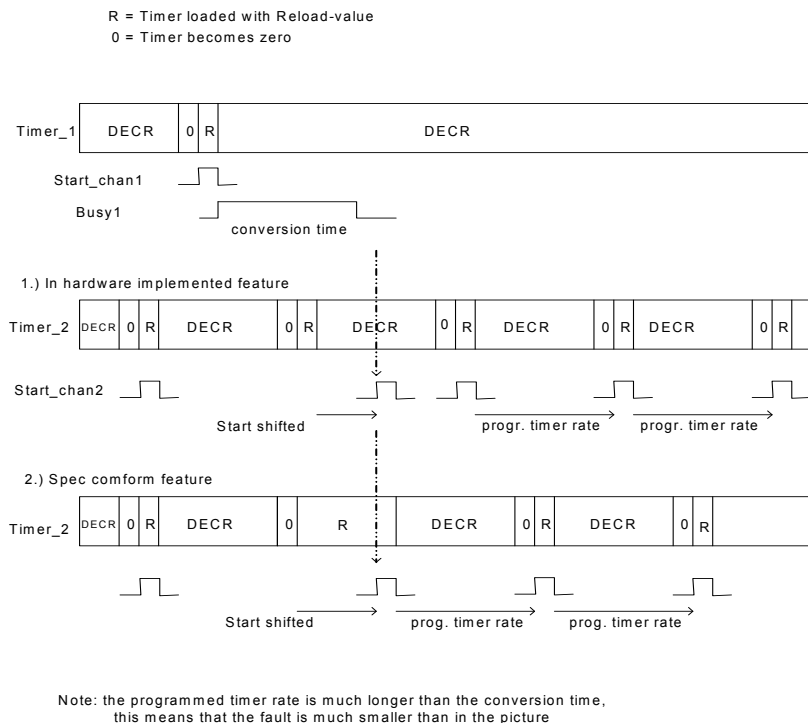 R = Timer loaded with Reload-value
0 = Timer becomes zero
Timer_1 DECR 0 R DECR
Start_chan1
Busy1
conversion time
1.) In hardware implemented feature
Timer_2 DECR 0 R DECR 0 R DECR 0 R DECR 0 R DECR 0 R
Start_chan2
Start shifted progr. timer rate progr. timer rate
2.) Spec comform feature
Timer_2 DECR 0 R DECR 0 R DECR 0 R DECR 0 R
Start shifted prog. timer rate prog. timer rate
Note: the programmed timer rate is much longer than the conversion time,
this means that the fault is much smaller than in the picture